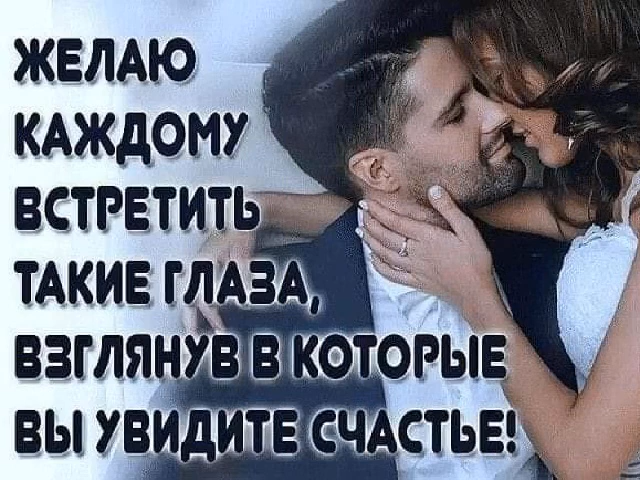 ЖЕЛАЮ
КАЖДОМУ
ВСТРЕТИТЬ
ТАКИЕ ГЛАЗА,
ВЗГЛЯНУВ В КОТОРЫЕ
ВЫ УВИДИТЕ СЧАСТЬЕ!